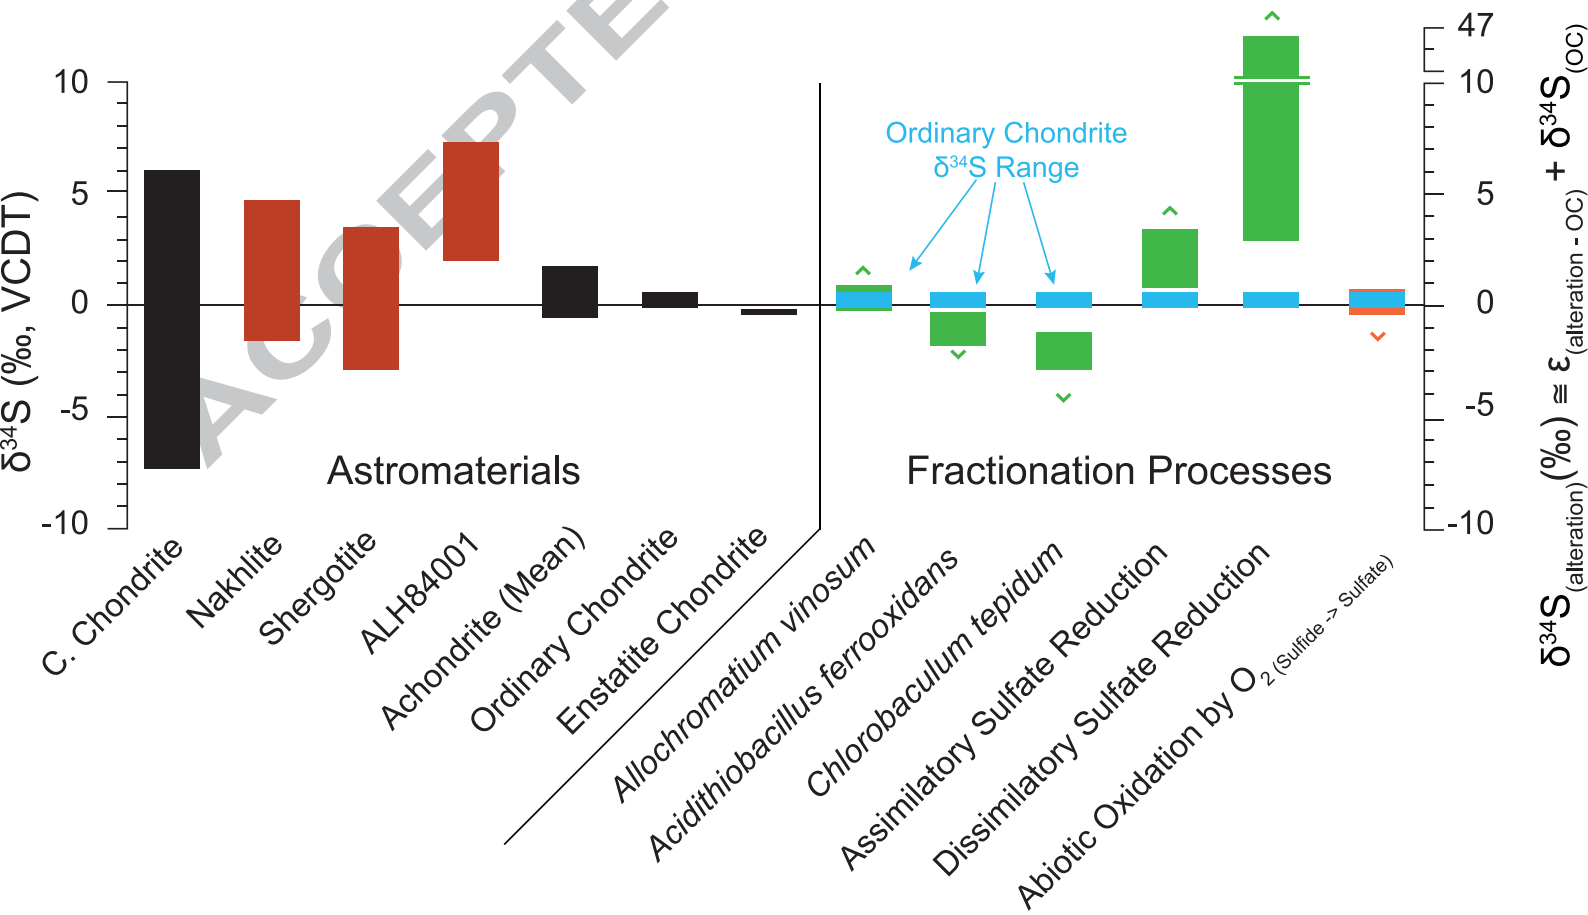 ACCEPTE
10
5
0
-5
-10
δ³⁴S (‰, VCDT)
Ordinary Chondrite
δ³⁴S Range
Astromaterials
Fractionation Processes
47
10
5
0
-5
-10
δ³⁴S(alteration)(‰) ≅ ε(alteration - OC) + δ³⁴S(OC)
C. Chondrite
Nakhlite
Shergotite
ALH84001
Achondrite (Mean)
Ordinary Chondrite
Enstatite Chondrite
Allochromatium vinosum
Acidithiobacillus ferrooxidans
Chlorobaculum tepidum
Assimilatory Sulfate Reduction
Dissimilatory Sulfate Reduction
Abiotic Oxidation by O₂ (Sulfide -> Sulfate)